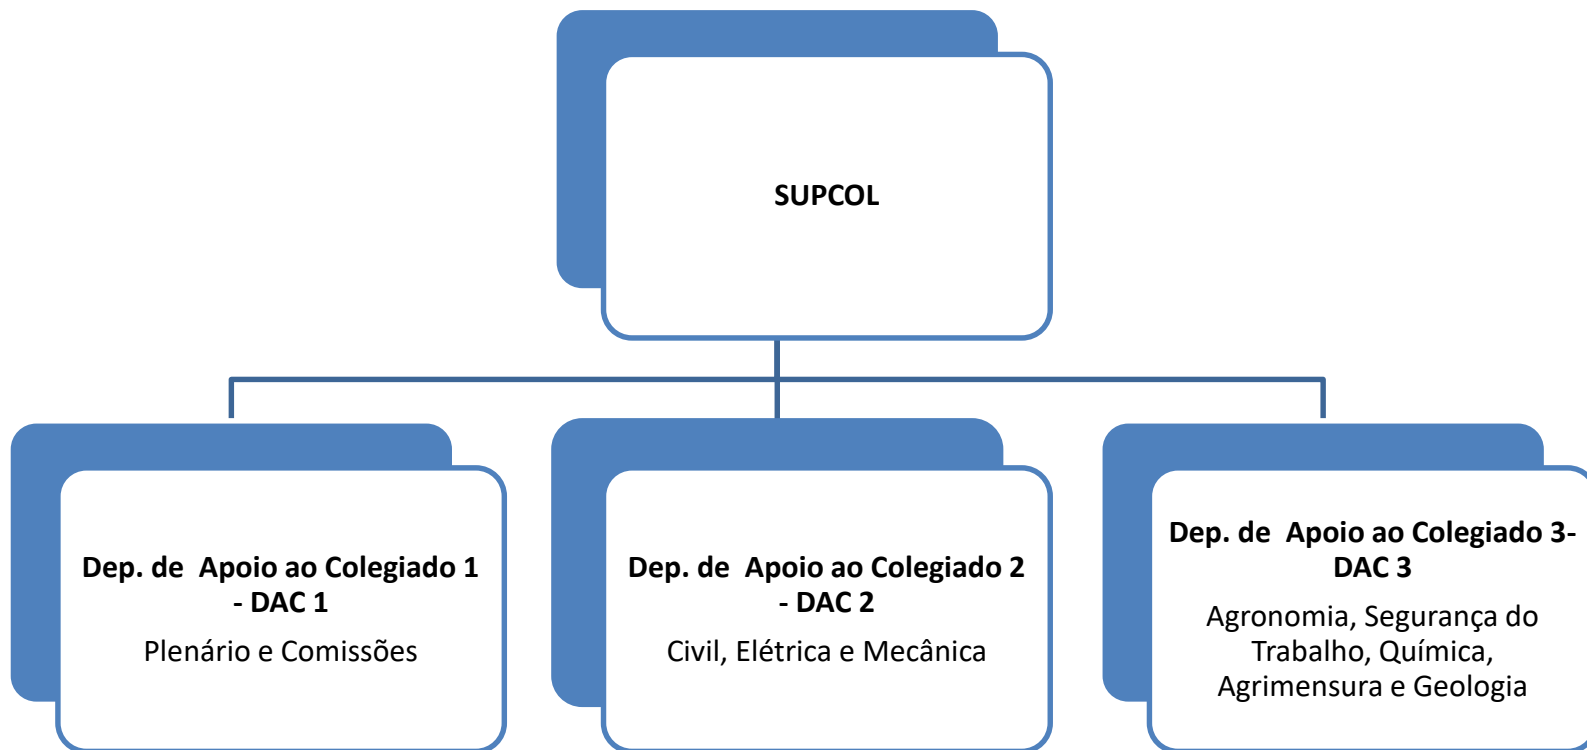 SUPCOL
Dep. de Apoio ao Colegiado 1
- DAC 1
Plenário e Comissões
Dep. de Apoio ao Colegiado 2
- DAC 2
Civil, Elétrica e Mecânica
Dep. de Apoio ao Colegiado 3-
DAC 3
Agronomia, Segurança do
Trabalho, Química,
Agrimensura e Geologia